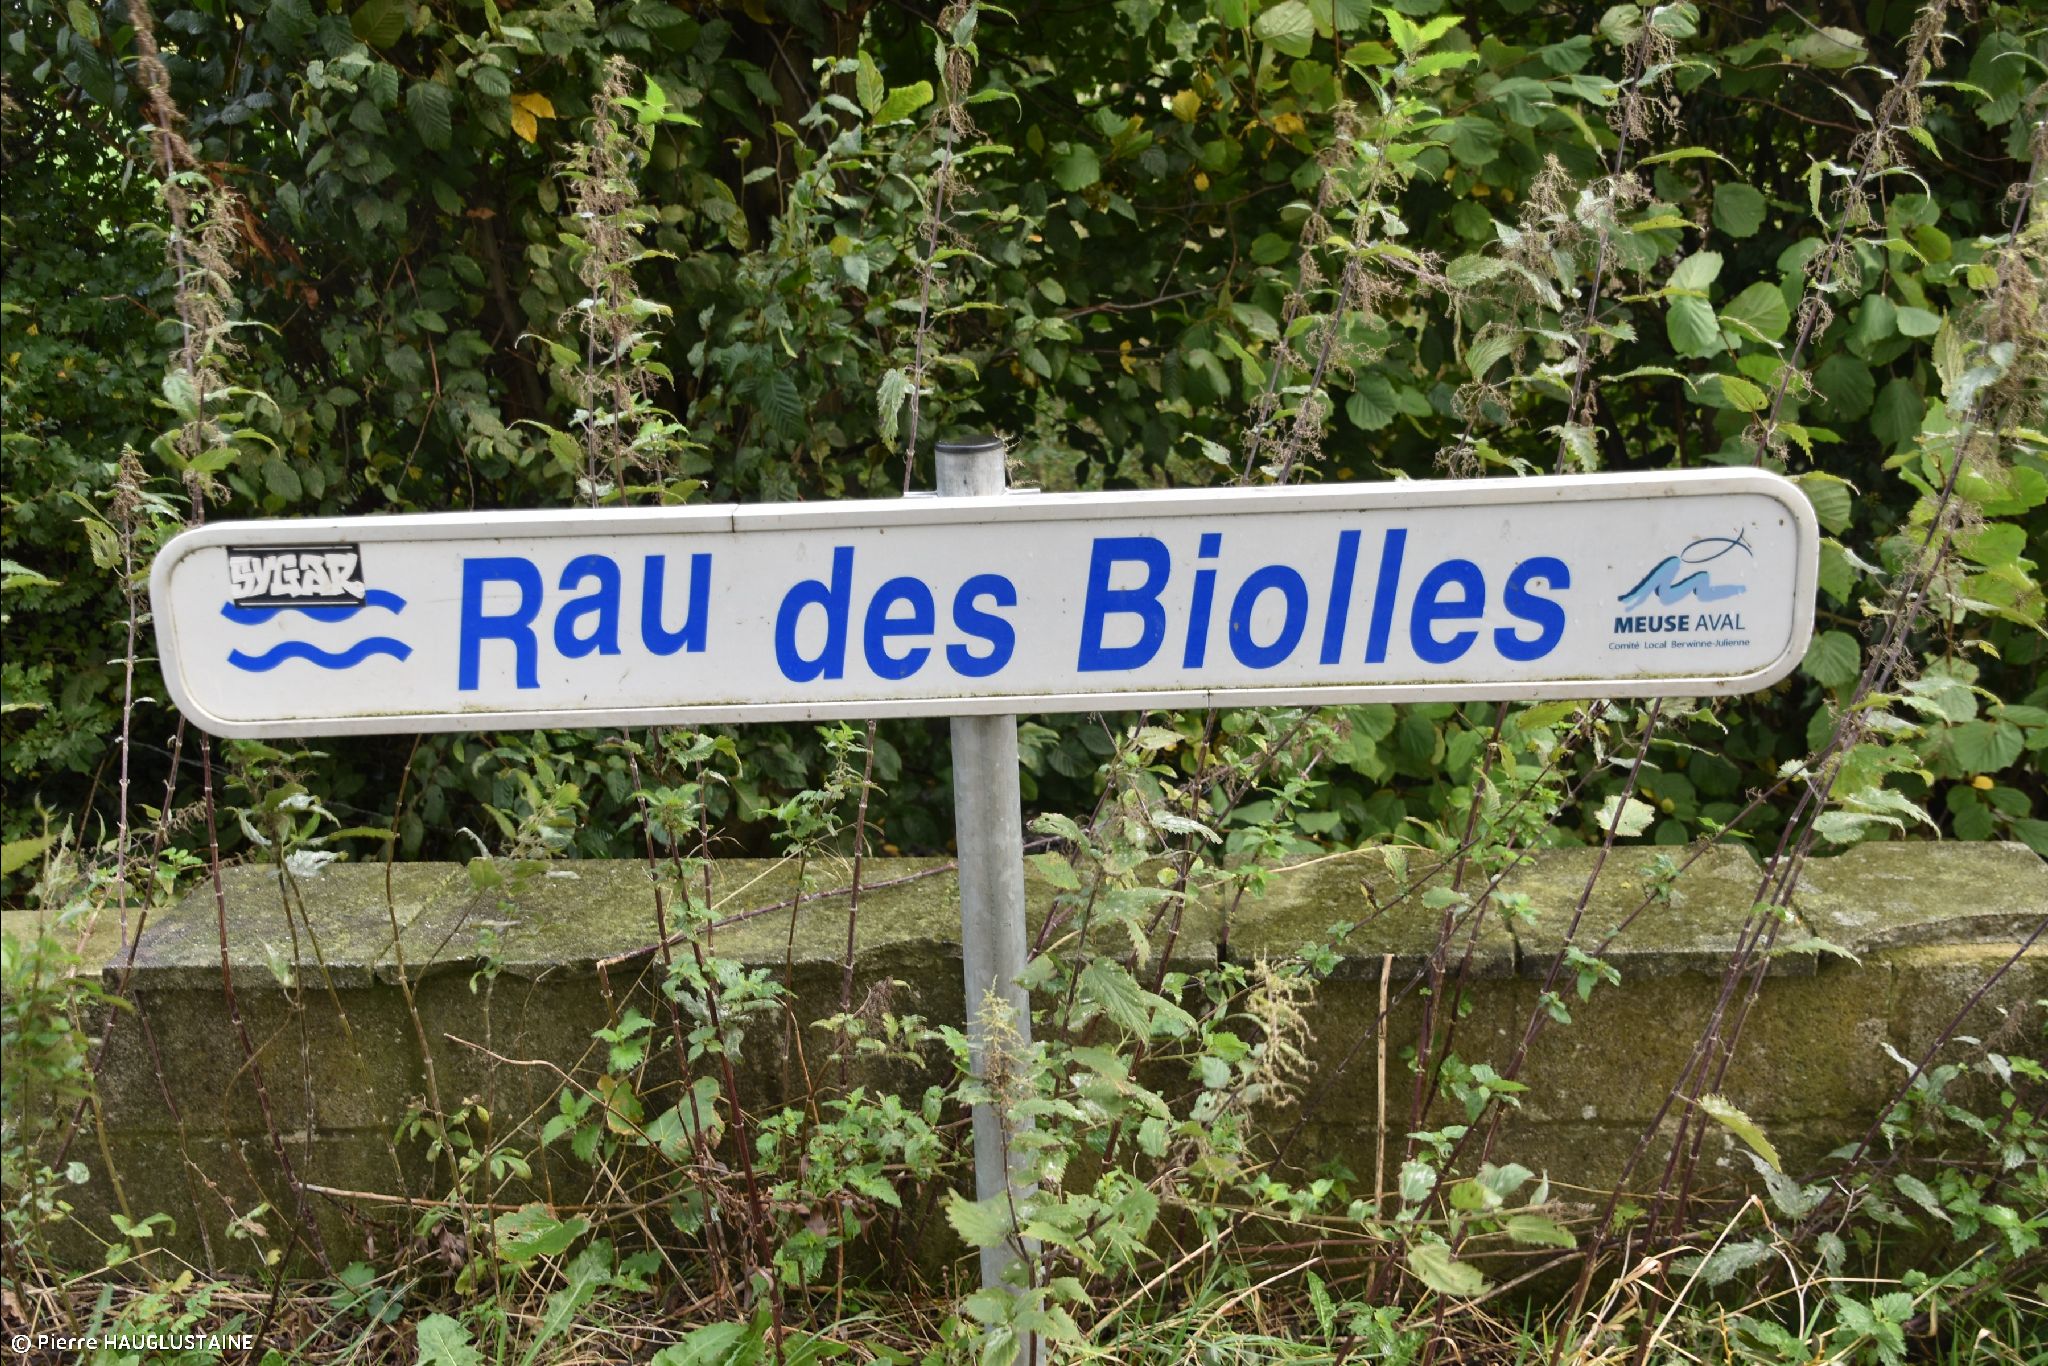 SYGAR
Rau des Biolles
MEUSE AVAL
Comité Local Berwinne-Julienne
© Pierre HAUGLUSTAINE